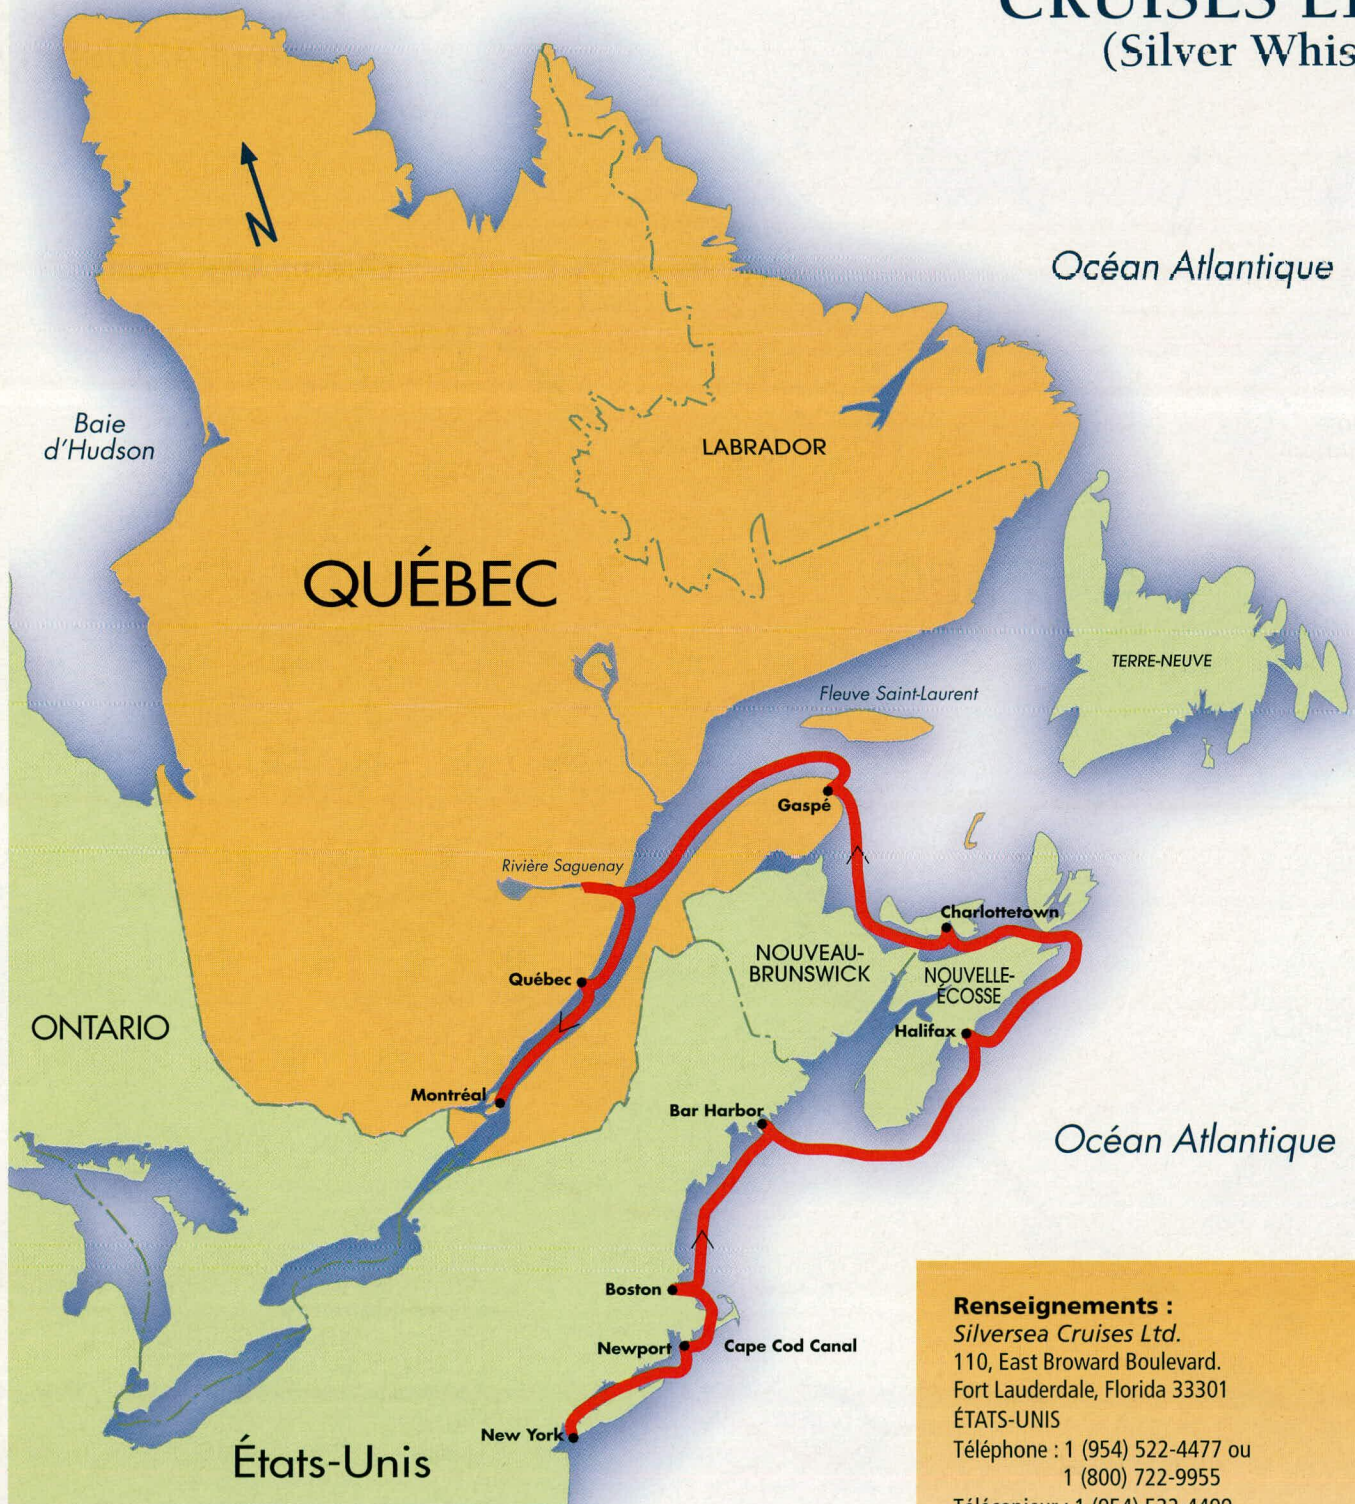 CRUISES
(Silver Whis
N
Océan Atlantique
Baie
d'Hudson
LABRADOR
QUÉBEC
TERRE-NEUVE
Fleuve Saint-Laurent
Gaspé
Rivière Saguenay
Charlottetown
NOUVEAU-
BRUNSWICK
NOUVELLE-
ÉCOSSE
Québec
ONTARIO
Halifax
Montréal
Bar Harbor
Océan Atlantique
Boston
Newport
Cape Cod Canal
New York
États-Unis
Renseignements :
Silversea Cruises Ltd.
110, East Broward Boulevard.
Fort Lauderdale, Florida 33301
ÉTATS-UNIS
Téléphone : 1 (954) 522-4477 ou
1 (800) 722-9955